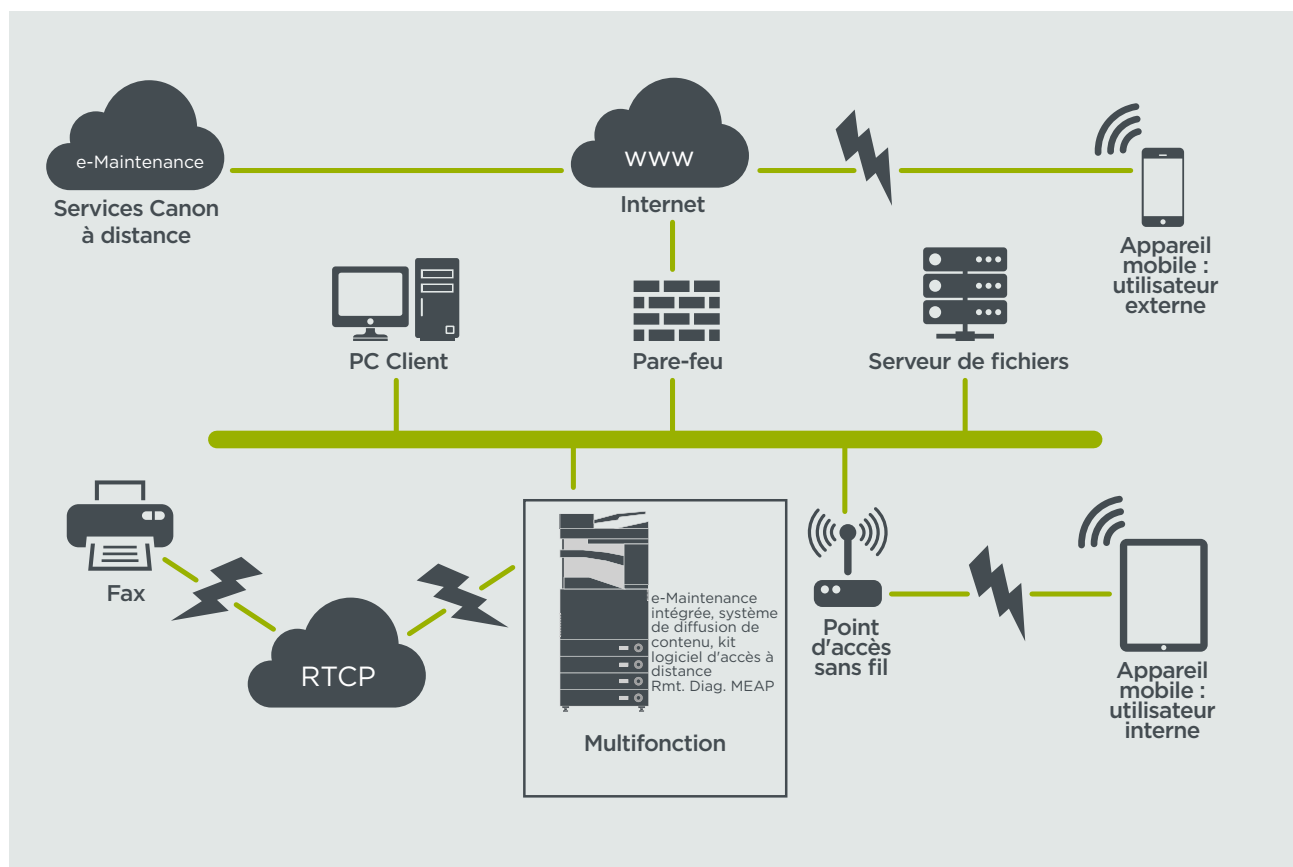 e-Maintenance
Services Canon
à distance
www
Internet
Appareil
mobile :
utilisateur
externe
PC Client
Pare-feu
Serveur de fichiers
Fax
RTCP
e-Maintenance
intégrée, système
de diffusion de
contenu, kit
logiciel d'accès à
distance
Rmt. Diag. MEAP
Multifonction
Point
d'accès
sans fil
Appareil
mobile :
utilisateur
interne